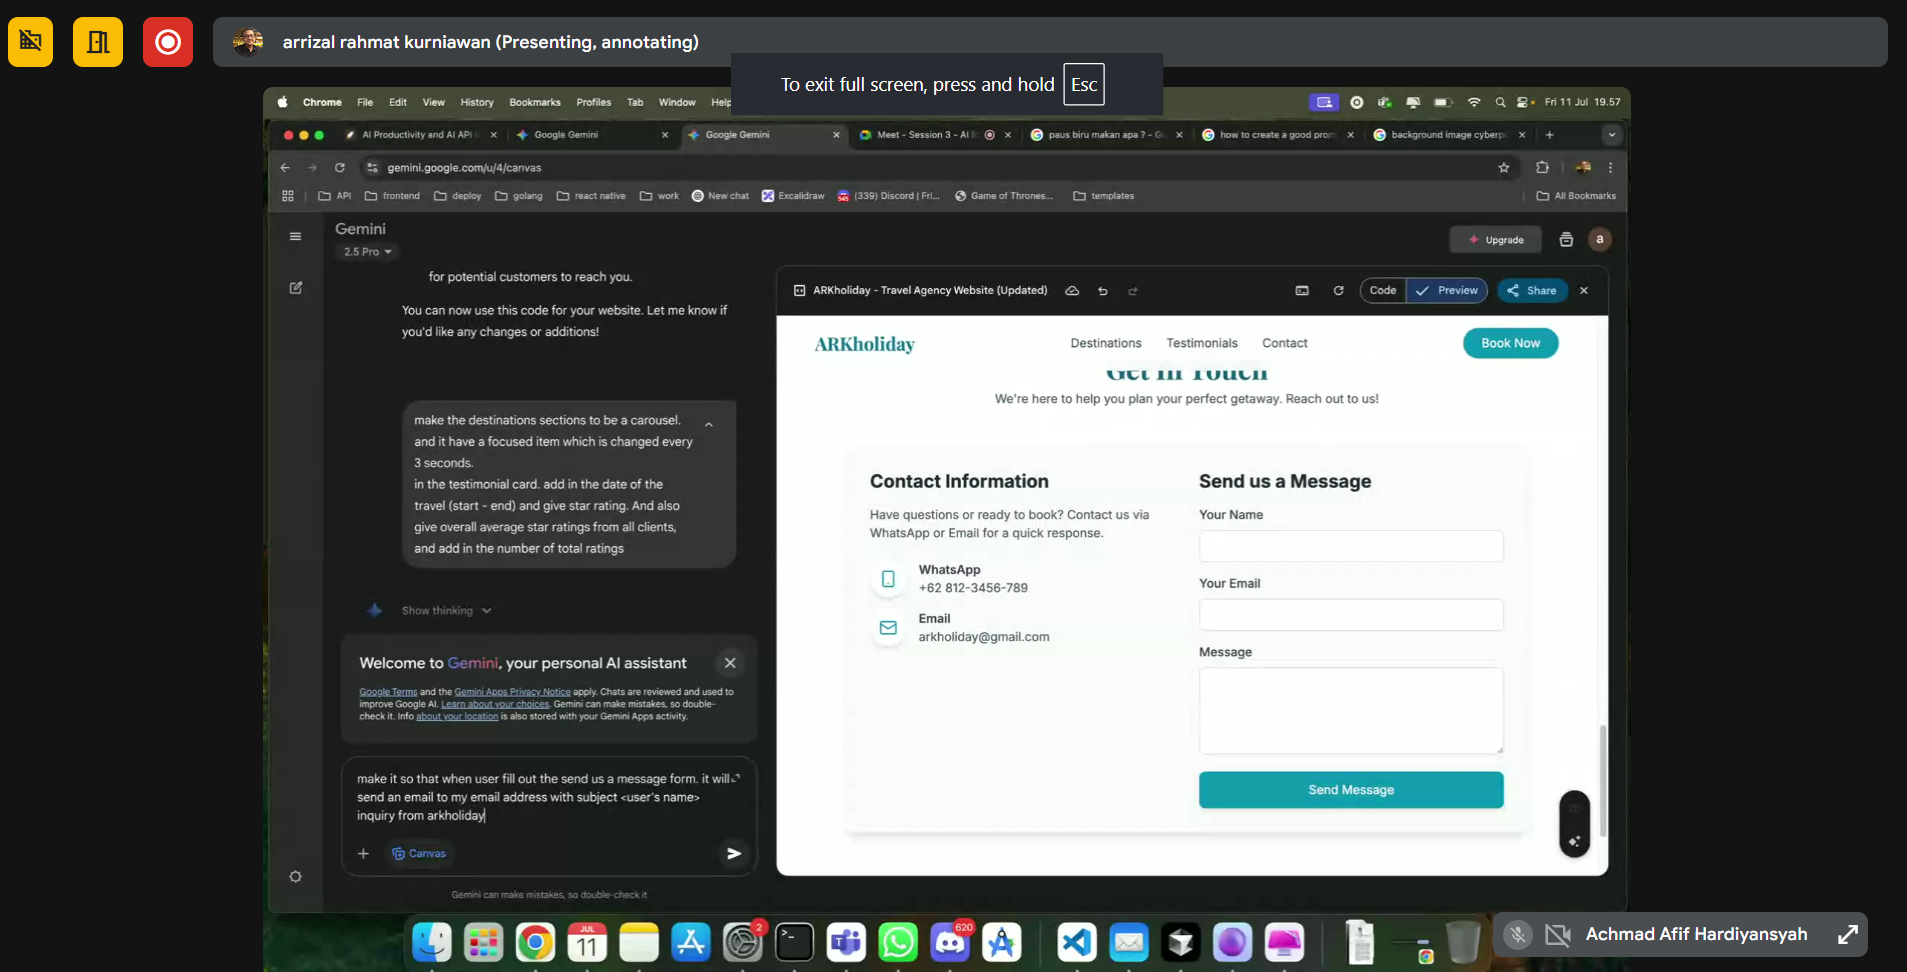 arrizal rahmat kurniawan (Presenting, annotating)
To exit full screen, press and hold Esc
Chrome File Edit View History Bookmarks Profiles Tab Window Help
Fri 11 Jul 19.57
AI Productivity and AI API
Google Gemini
Google Gemini
Meet - Session 3 - AI
paus biru makan apa ? - G
how to create a good prom
background image cyberp
gemini.google.com/u/4/canvas
API frontend deploy golang react native work New chat Excalidraw (339) Discord | Fri... Game of Thrones... templates All Bookmarks
Gemini
2.5 Pro
Upgrade
a
for potential customers to reach you.
You can now use this code for your website. Let me know if
you'd like any changes or additions!
make the destinations sections to be a carousel.
and it have a focused item which is changed every
3 seconds.
in the testimonial card. add in the date of the
travel (start - end) and give star rating. And also
give overall average star ratings from all clients,
and add in the number of total ratings
Show thinking
Welcome to Gemini, your personal AI assistant
Google Terms and the Gemini Apps Privacy Notice apply. Chats are reviewed and used to
improve Google AI. Learn about your choices. Gemini can make mistakes, so double-
check it. Info about your location is also stored with your Gemini Apps activity.
make it so that when user fill out the send us a message form. it will
send an email to my email address with subject <user's name>
inquiry from arkholiday
Canvas
Gemini can make mistakes, so double-check it
ARKholiday - Travel Agency Website (Updated)
Code Preview Share
ARKholiday
Destinations Testimonials Contact
Book Now
Get in Touch
We're here to help you plan your perfect getaway. Reach out to us!
Contact Information
Have questions or ready to book? Contact us via
WhatsApp or Email for a quick response.
WhatsApp
+62 812-3456-789
Email
arkholiday@gmail.com
Send us a Message
Your Name
Your Email
Message
Send Message
JUL
11
2
620
Achmad Afif Hardiyansyah